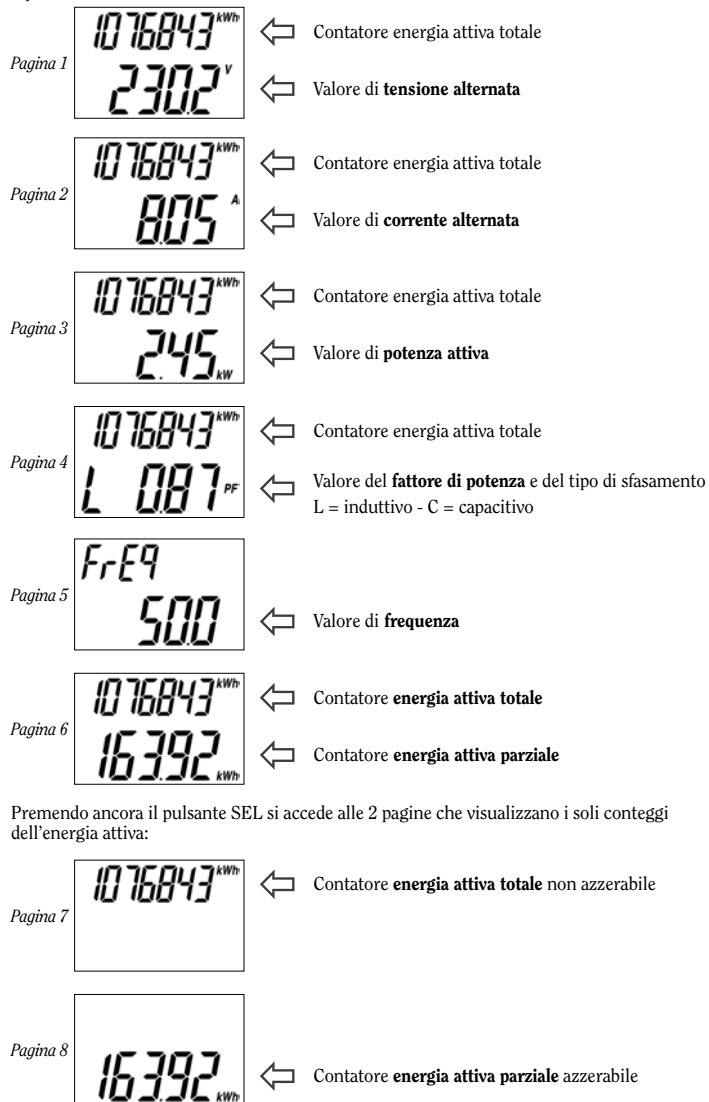 Pagina 1
1076843 kWh
Contatore energia attiva totale
230.2 V
Valore di tensione alternata
Pagina 2
1076843 kWh
Contatore energia attiva totale
8.05 A
Valore di corrente alternata
Pagina 3
1076843 kWh
Contatore energia attiva totale
2.45 kW
Valore di potenza attiva
Pagina 4
1076843 kWh
Contatore energia attiva totale
L 0.87 PF
Valore del fattore di potenza e del tipo di sfasamento
L = induttivo - C = capacitivo
Pagina 5
FrEq
50.0
Valore di frequenza
Pagina 6
1076843 kWh
Contatore energia attiva totale
163.92 kWh
Contatore energia attiva parziale
Premendo ancora il pulsante SEL si accede alle 2 pagine che visualizzano i soli conteggi
dell'energia attiva:
Pagina 7
1076843 kWh
Contatore energia attiva totale non azzerabile
Pagina 8
163.92 kWh
Contatore energia attiva parziale azzerabile